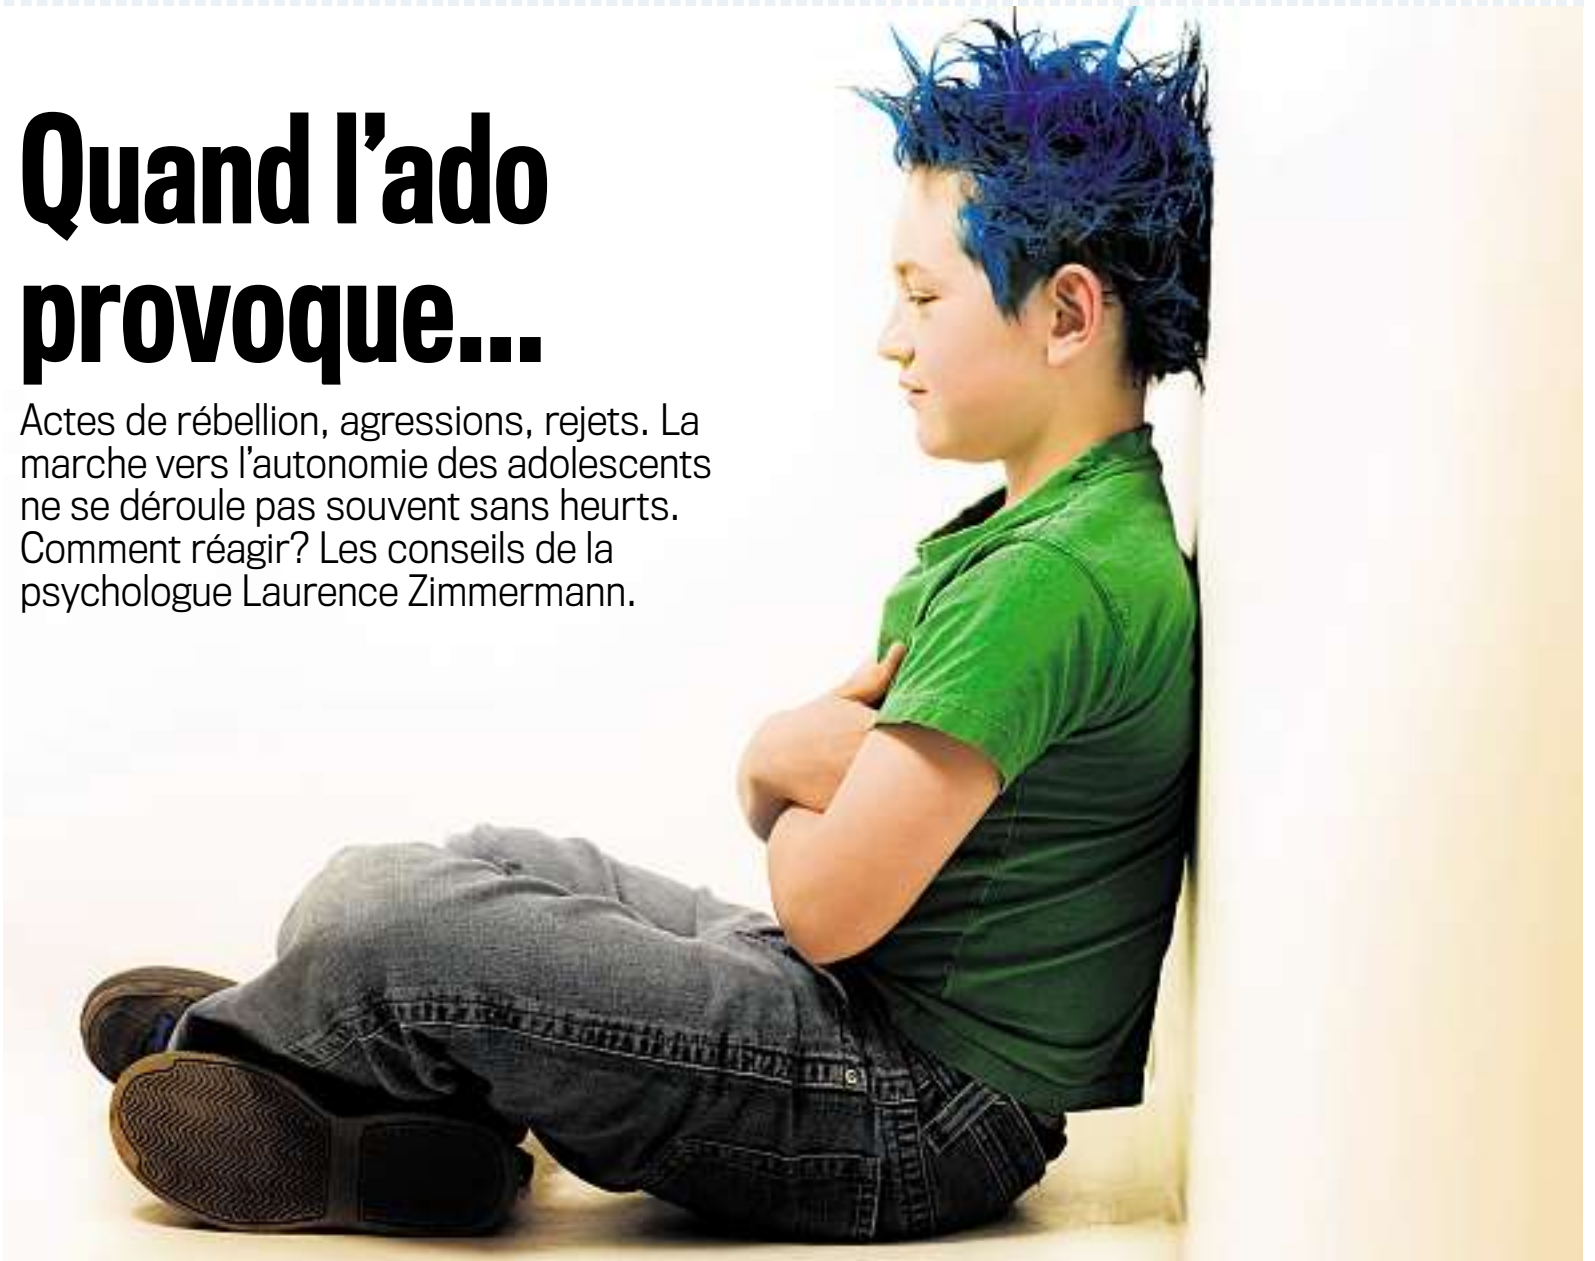 Quand l’ado
provoque...
Actes de rébellion, agressions, rejets. La
marche vers l’autonomie des adolescents
ne se déroule pas souvent sans heurts.
Comment réagir? Les conseils de la
psychologue Laurence Zimmermann.